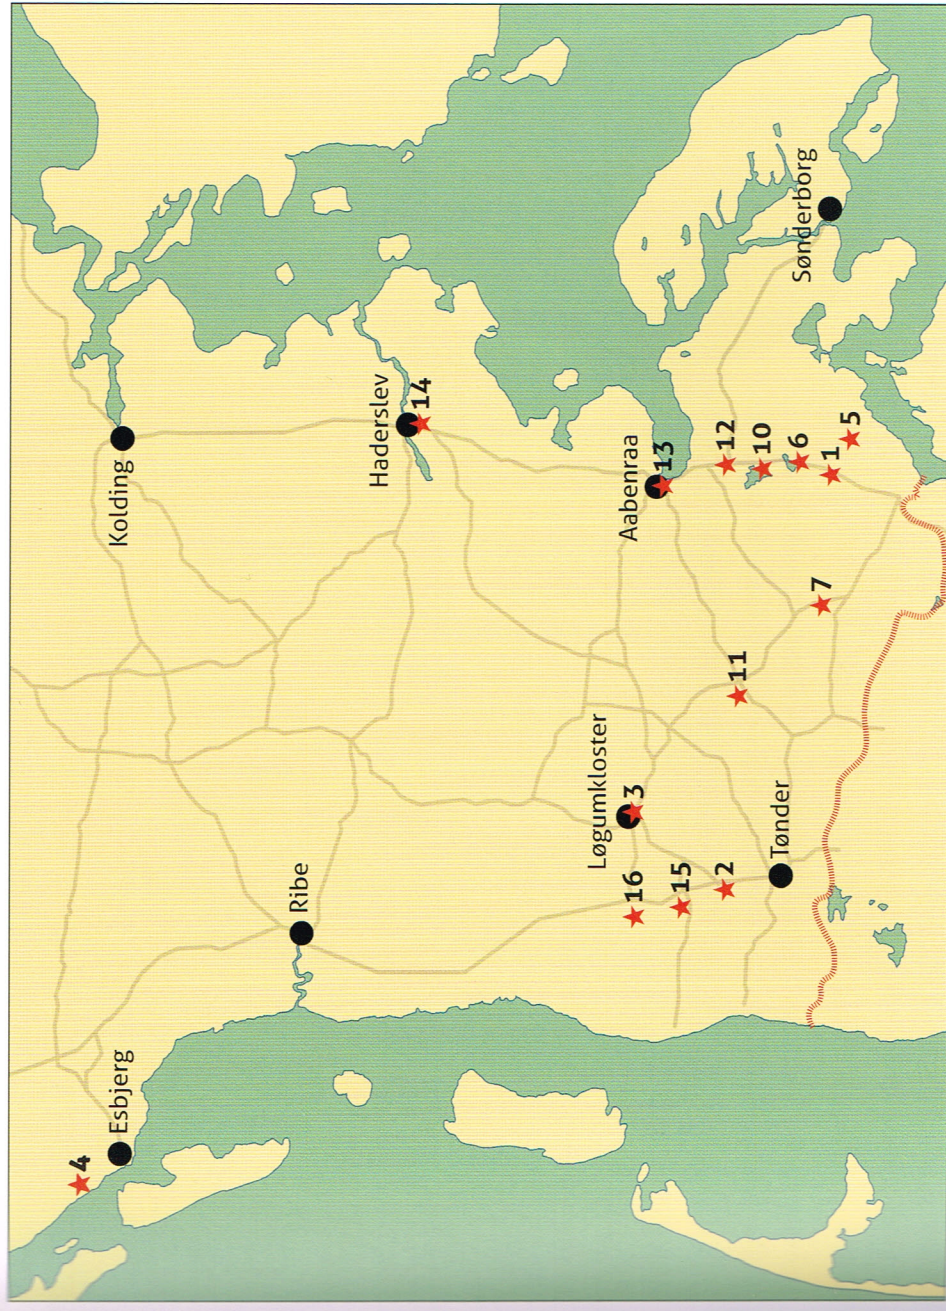 4
Esbjerg
Kolding
Ribe
Haderslev
14
Løgumkloster
3
Aabenraa
13
16
15
2
Tønder
11
12
10
6
1
5
7
Sønderborg